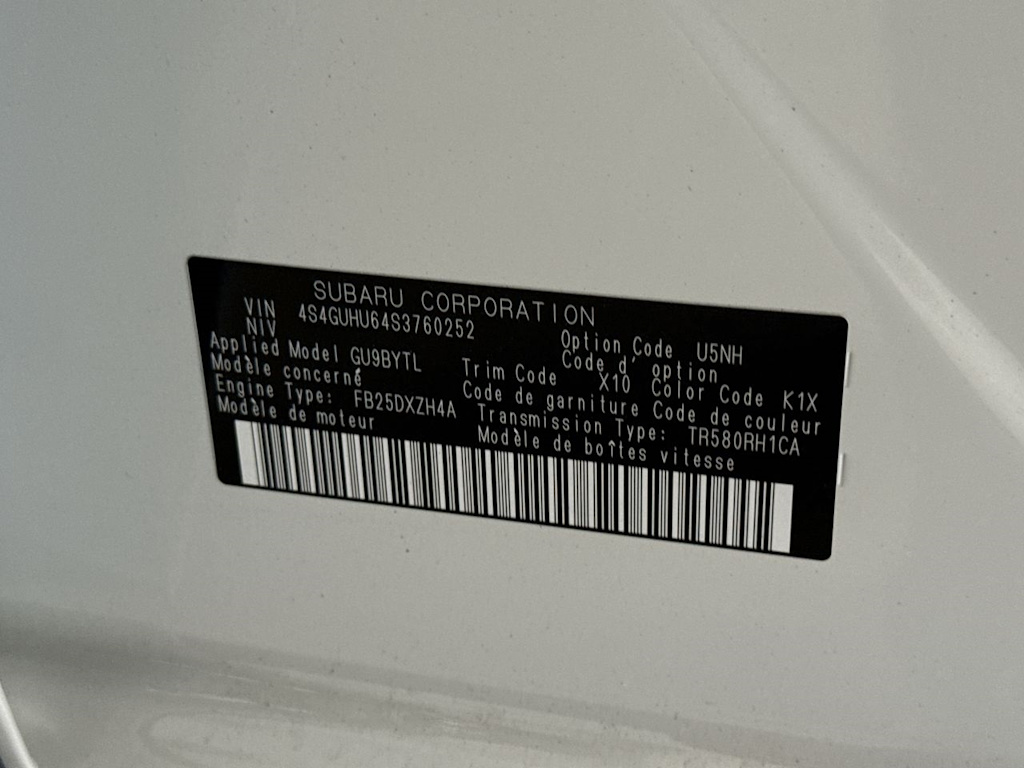 SUBARU CORPORATION
VIN 4S4GUHU64S3760252
NIV
Option Code U5NH
Code d'option
Applied Model GU9BYTL
Modèle concerné
Trim Code X10 Color Code K1X
Code de garniture Code de couleur
Engine Type: FB25DXZH4A
Modèle de moteur
Transmission Type: TR580RH1CA
Modèle de boîtes vitesse